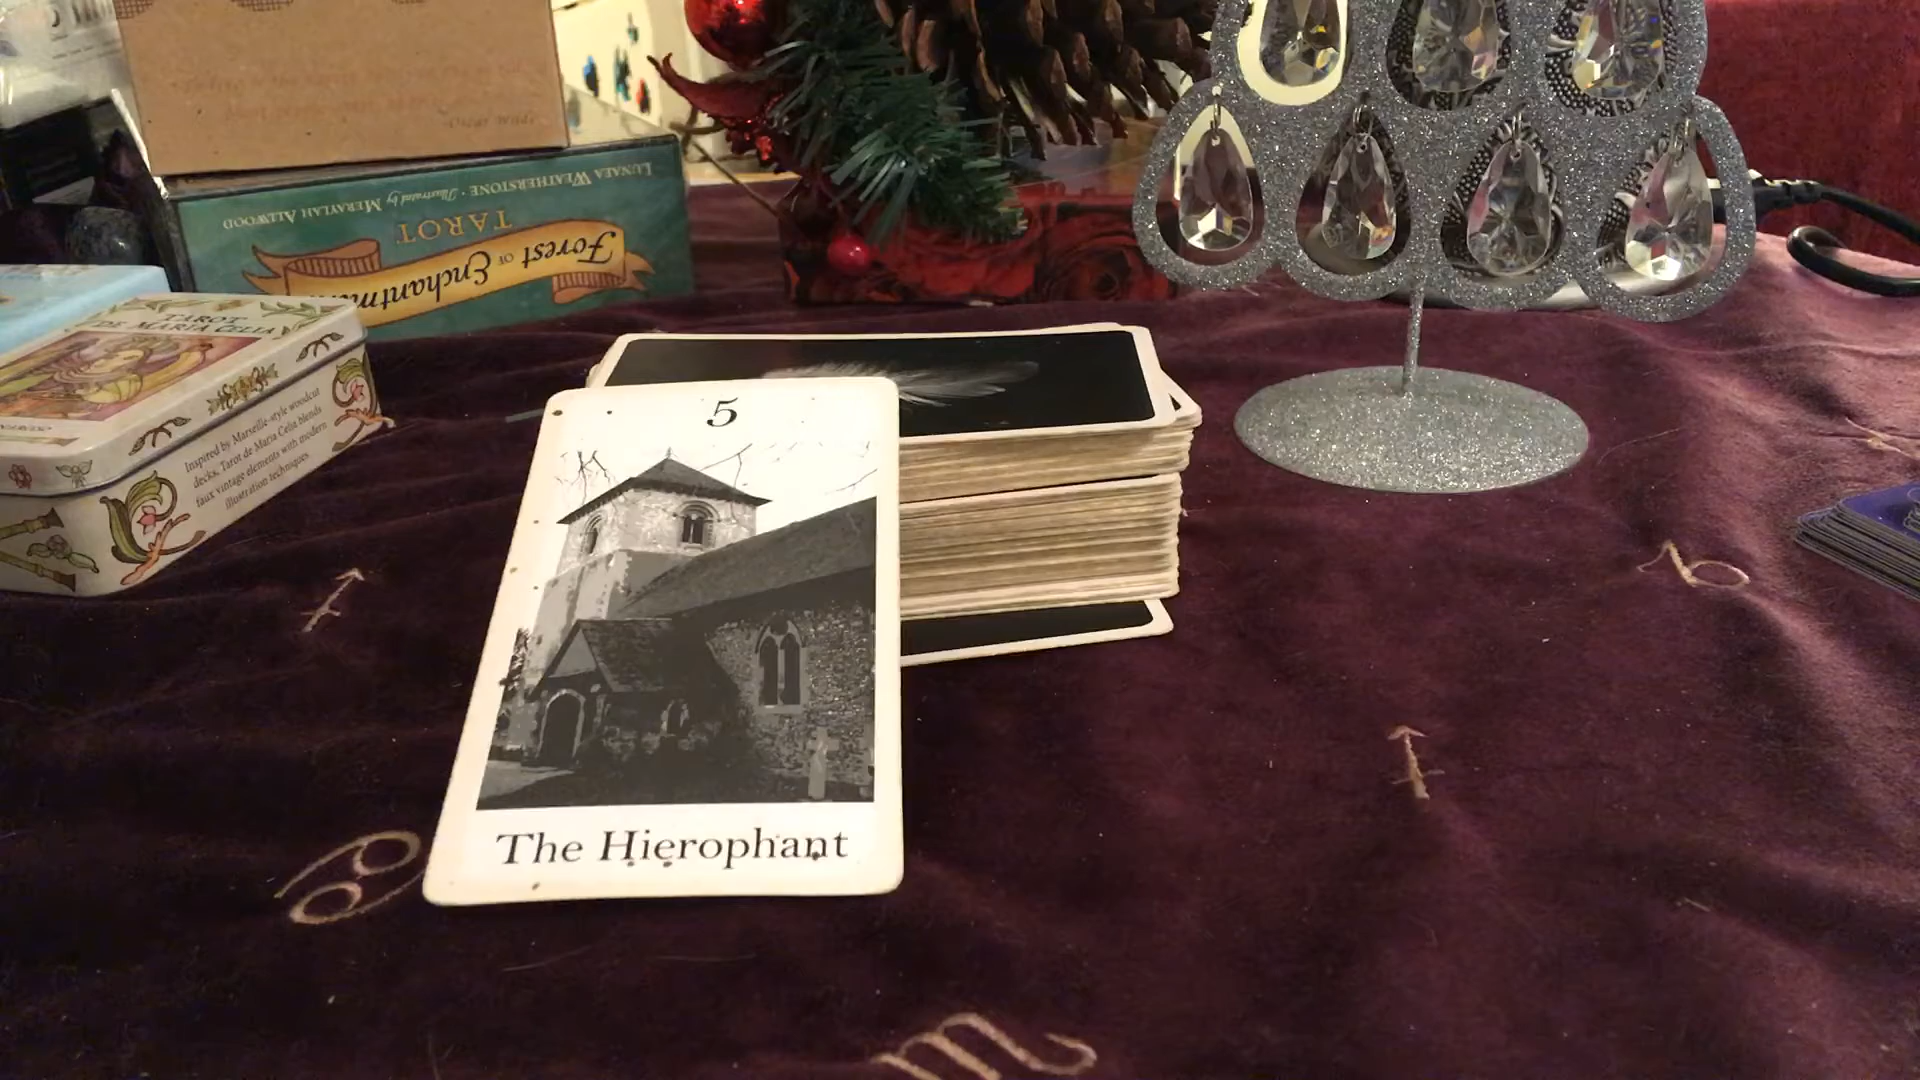 LUNAEA WEATHERSTONE • Illustrated by MERAYLAH ALLWOOD
TAROT
Forest OF Enchantm
TAROT
DE MARIA CELIA
Inspired by Marseille-style woodcut
decks, Tarot de Maria Celia blends
faux vintage elements with modern
illustration techniques.
5
The Hierophant